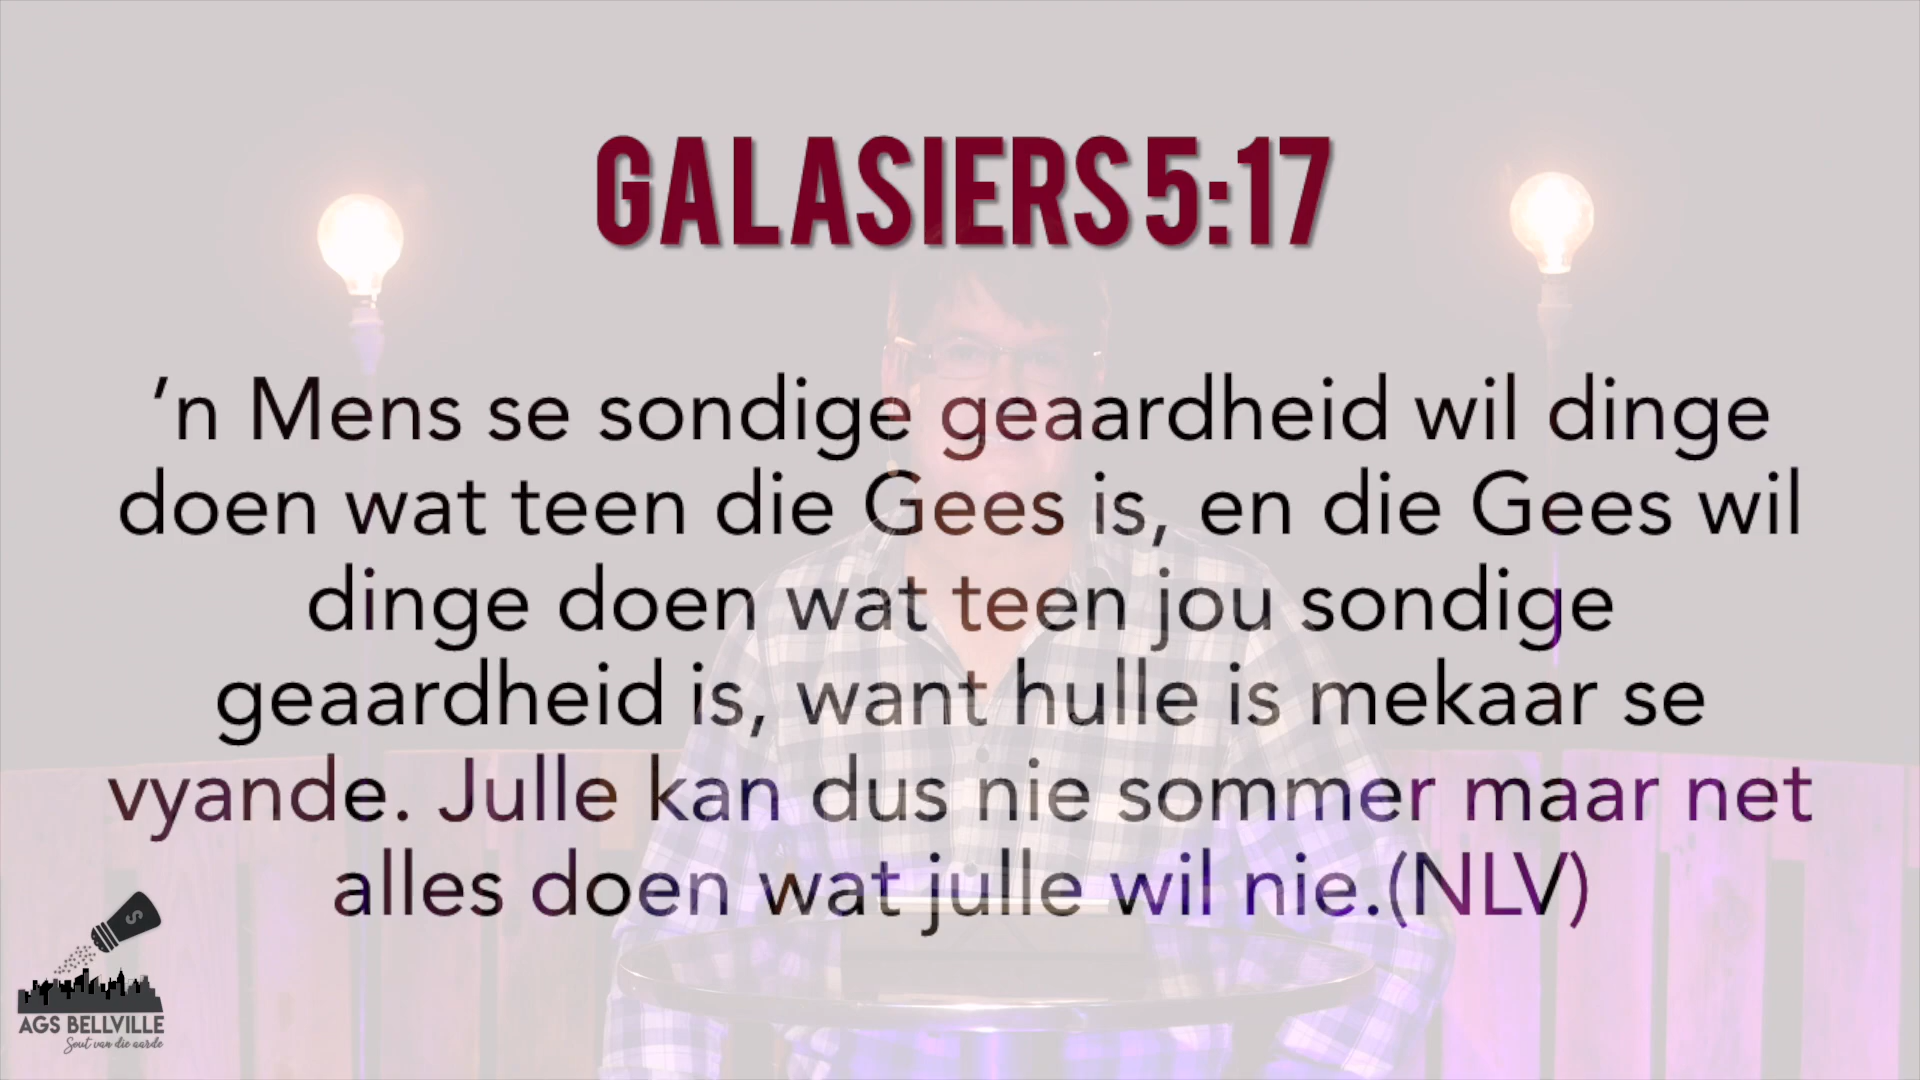 GALASIERS 5:17
’n Mens se sondige geaardheid wil dinge
doen wat teen die Gees is, en die Gees wil
dinge doen wat teen jou sondige
geaardheid is, want hulle is mekaar se
vyande. Julle kan dus nie sommer maar net
alles doen wat julle wil nie.(NLV)
S
AGS BELLVILLE
Sout van die aarde